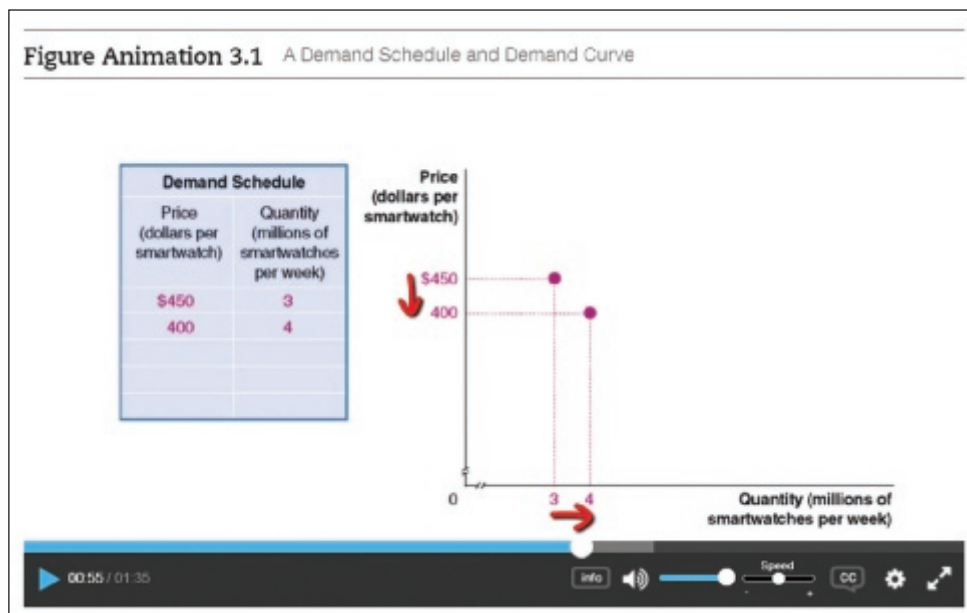 Figure Animation 3.1 A Demand Schedule and Demand Curve
Demand Schedule
Price
(dollars per
smartwatch)
Quantity
(millions of
smartwatches
per week)
$450 3
400 4
Price
(dollars per
smartwatch)
$450
400
0 3 4
Quantity (millions of
smartwatches per week)
00:55 / 01:35
info
Speed
- +
CC